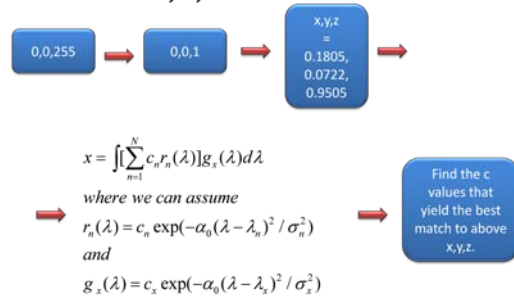 0,0,255
0,0,1
x,y,z
=
0.1805,
0.0722,
0.9505
x = ∫[∑_{n=1}^{N} c_n r_n(λ)]g_x(λ)dλ
where we can assume
r_n(λ) = c_n exp(−α_0(λ − λ_n)^2 / σ_n^2)
and
g_x(λ) = c_x exp(−α_0(λ − λ_x)^2 / σ_x^2)
Find the c
values that
yield the best
match to above
x,y,z.